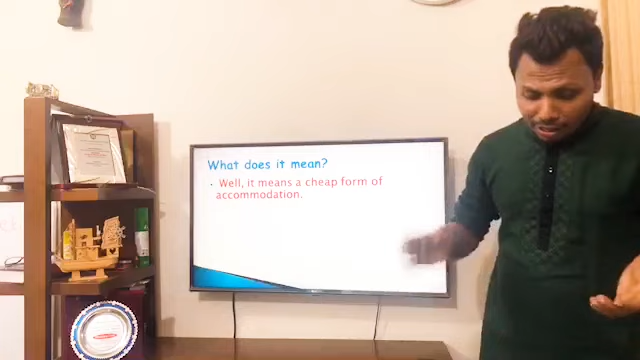 What does it mean?
• Well, it means a cheap form of
accommodation.